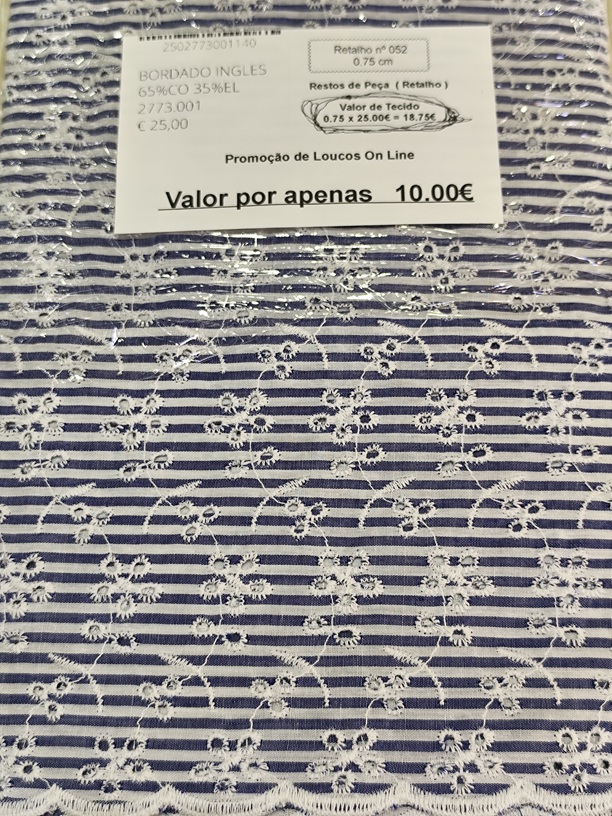 2502773001140
BORDADO INGLES
65%CO 35%EL
2773.001
€ 25,00
Retalho nº 052
0.75 cm
Restos de Peça ( Retalho )
Valor de Tecido
0.75 x 25.00€ = 18.75€
Promoção de Loucos On Line
Valor por apenas 10.00€